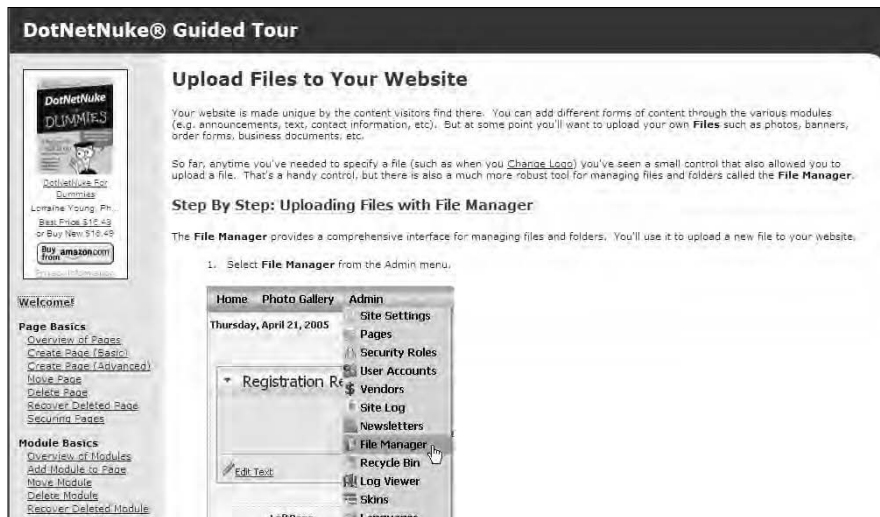 DotNetNuke® Guided Tour
DotNetNuke
DUMMIES
DotNetNuke For
Dummies
Lorraine Young, Ph...
Best Price $16.43
or Buy New $16.49
Buy
from amazon.com
Privacy Information
Welcome!
Page Basics
Overview of Pages
Create Page (Basic)
Create Page (Advanced)
Move Page
Delete Page
Recover Deleted Page
Securing Pages
Module Basics
Overview of Modules
Add Module to Page
Move Module
Delete Module
Recover Deleted Module
Upload Files to Your Website
Your website is made unique by the content visitors find there. You can add different forms of content through the various modules
(e.g. announcements, text, contact information, etc). But at some point you'll want to upload your own Files such as photos, banners,
order forms, business documents, etc.
So far, anytime you've needed to specify a file (such as when you Change Logo) you've seen a small control that also allowed you to
upload a file. That's a handy control, but there is also a much more robust tool for managing files and folders called the File Manager.
Step By Step: Uploading Files with File Manager
The File Manager provides a comprehensive interface for managing files and folders. You'll use it to upload a new file to your website.
1. Select File Manager from the Admin menu.
Home Photo Gallery Admin
Thursday, April 21, 2005
Registration Re
Edit Text
Site Settings
Pages
Security Roles
User Accounts
Vendors
Site Log
Newsletters
File Manager
Recycle Bin
Log Viewer
Skins
Languages